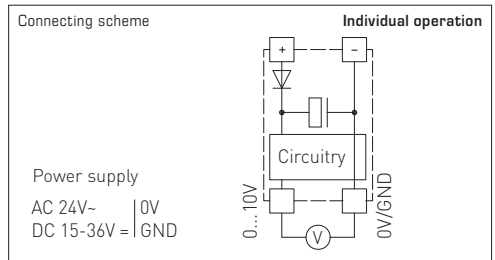 Connecting scheme
Individual operation
+ −
Circuitry
Power supply
AC 24V~ 0V
DC 15-36V = GND
0...10V
0V/GND
V